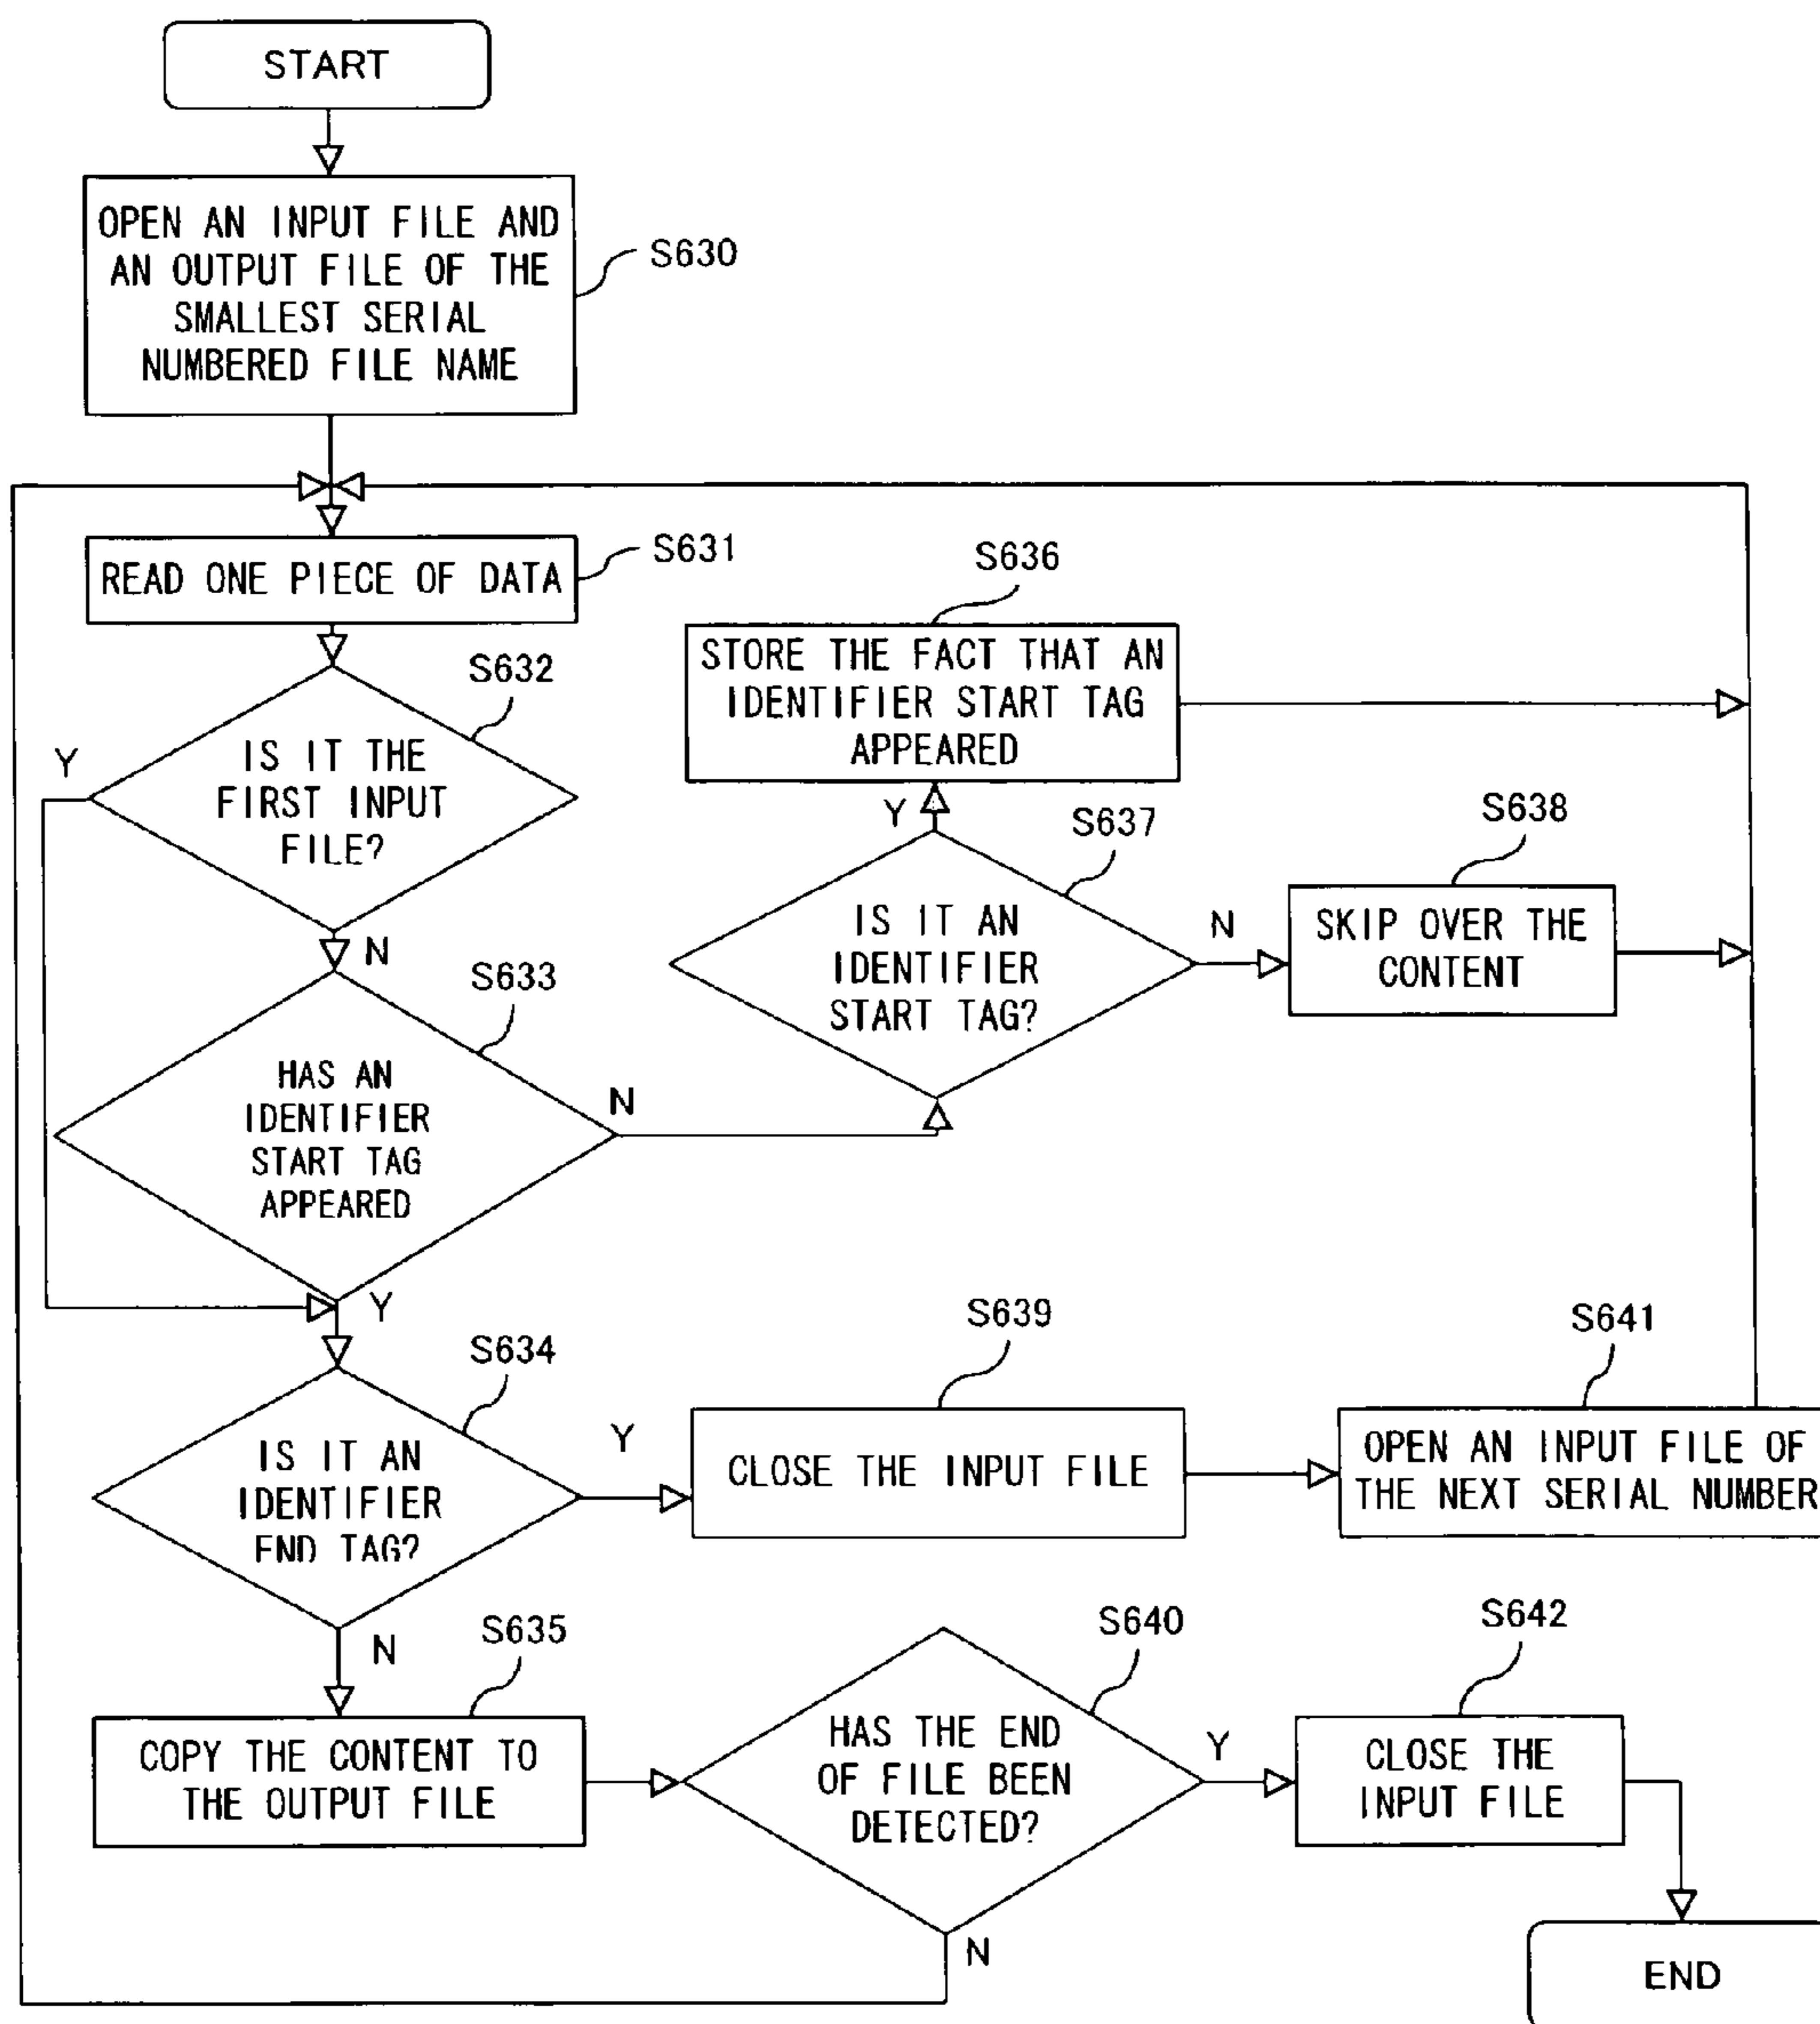 START
OPEN AN INPUT FILE AND
AN OUTPUT FILE OF THE
SMALLEST SERIAL
NUMBERED FILE NAME
S630
READ ONE PIECE OF DATA
S631
S632
IS IT THE
FIRST INPUT
FILE?
Y
N
S633
HAS AN
IDENTIFIER
START TAG
APPEARED
N
Y
S636
STORE THE FACT THAT AN
IDENTIFIER START TAG
APPEARED
Y
S637
IS IT AN
IDENTIFIER
START TAG?
N
S638
SKIP OVER THE
CONTENT
S634
IS IT AN
IDENTIFIER
END TAG?
Y
N
S639
CLOSE THE INPUT FILE
S641
OPEN AN INPUT FILE OF
THE NEXT SERIAL NUMBER
S635
COPY THE CONTENT TO
THE OUTPUT FILE
S640
HAS THE END
OF FILE BEEN
DETECTED?
Y
N
S642
CLOSE THE
INPUT FILE
END